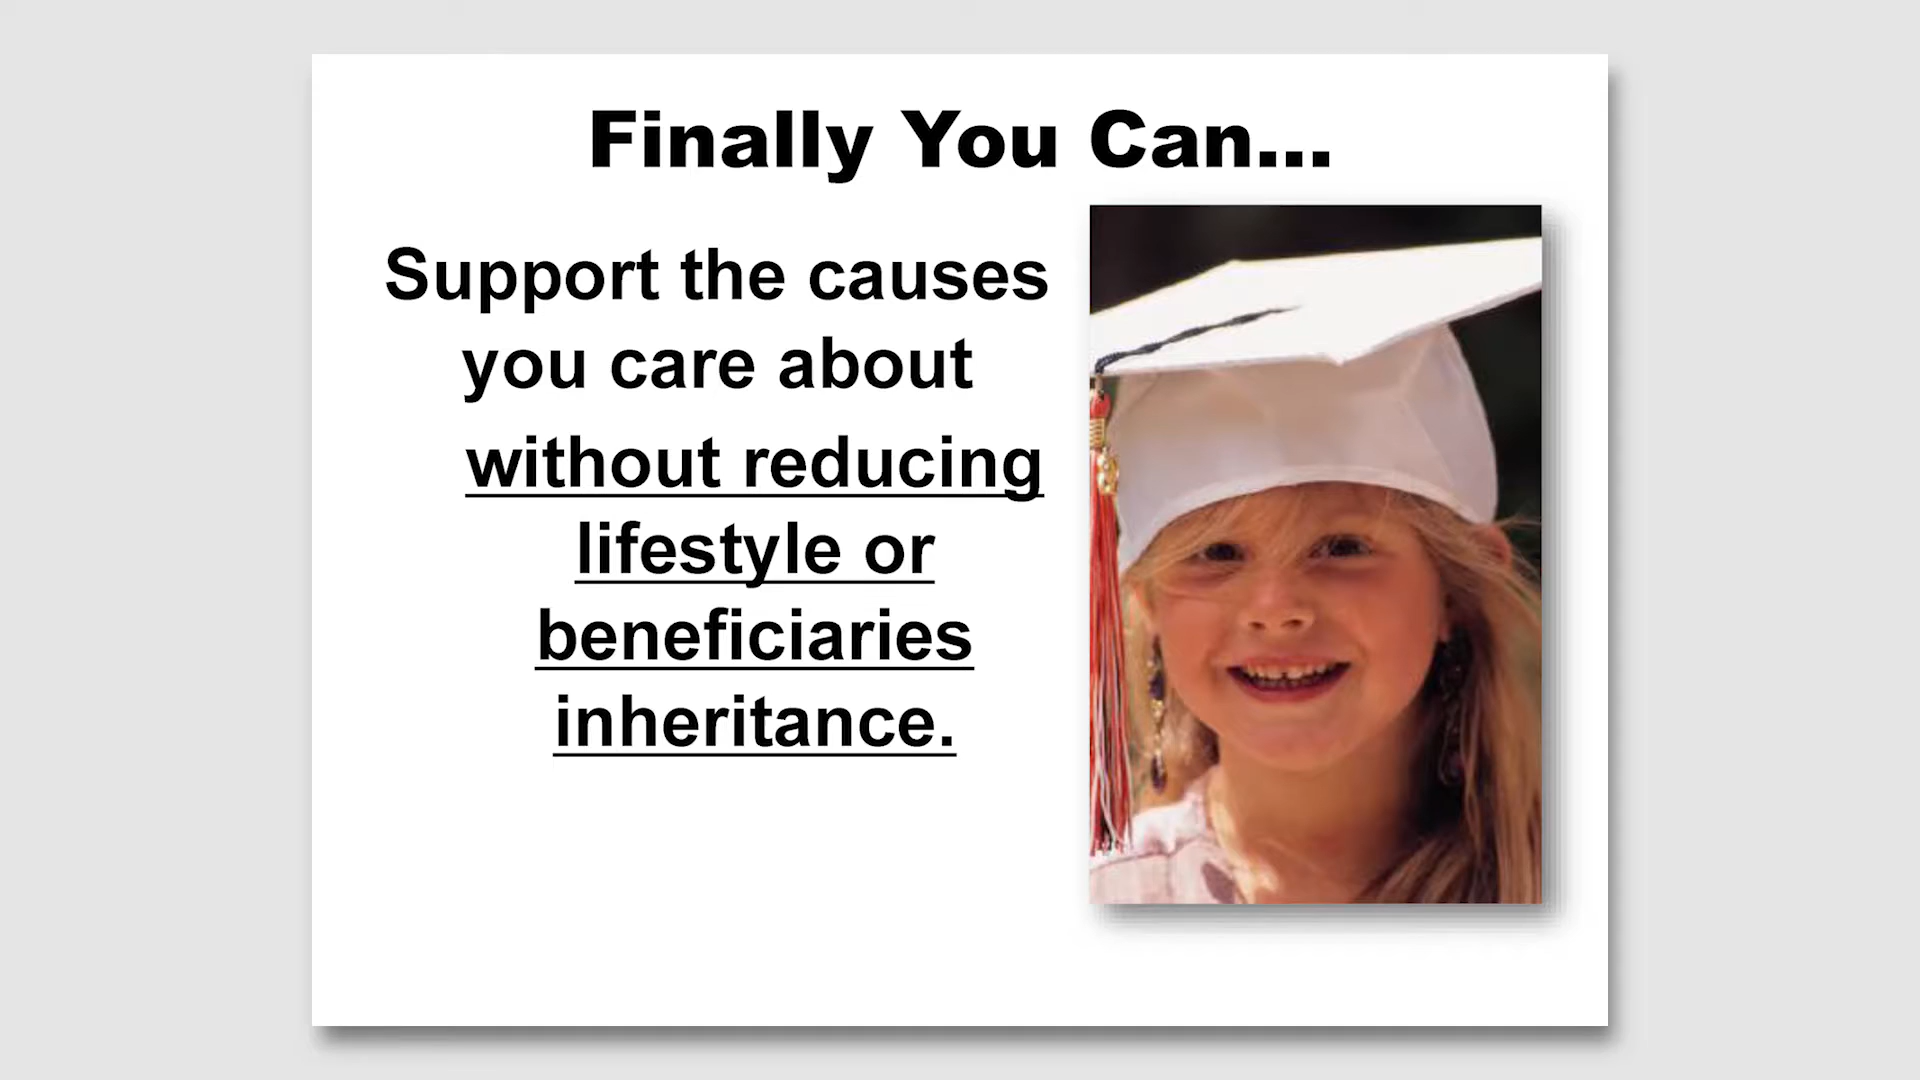 Finally You Can...
Support the causes
you care about
without reducing
lifestyle or
beneficiaries
inheritance.